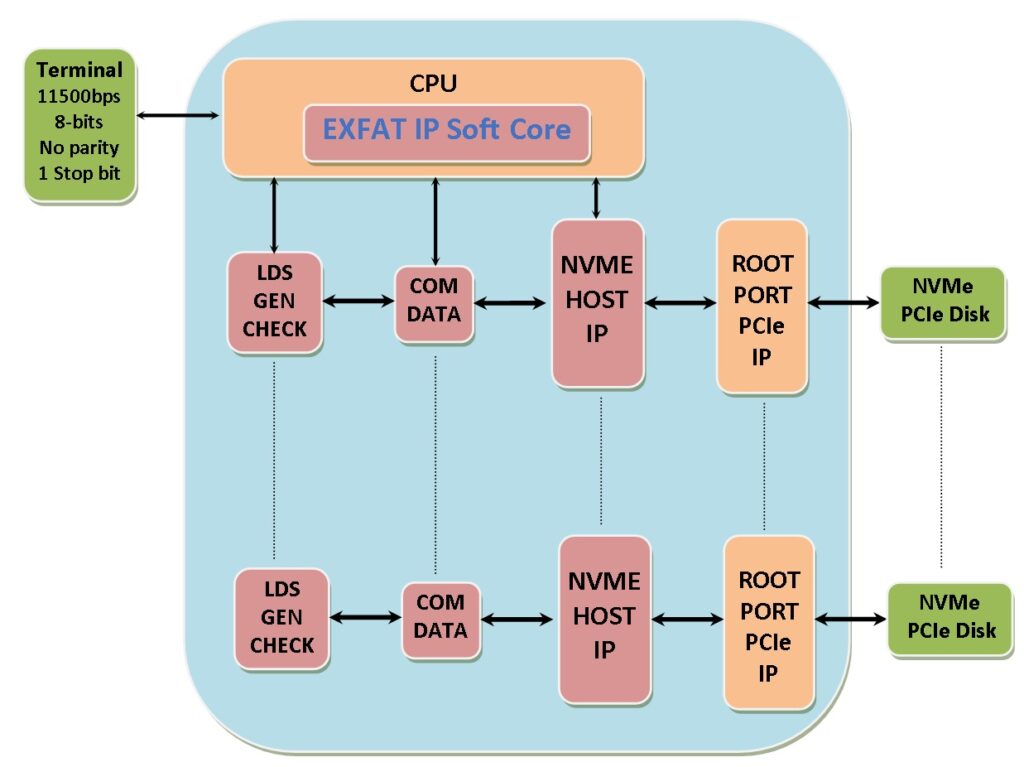 Terminal
11500bps
8-bits
No parity
1 Stop bit
CPU
EXFAT IP Soft Core
LDS
GEN
CHECK
COM
DATA
NVME
HOST
IP
ROOT
PORT
PCIe
IP
NVMe
PCIe Disk
LDS
GEN
CHECK
COM
DATA
NVME
HOST
IP
ROOT
PORT
PCIe
IP
NVMe
PCIe Disk